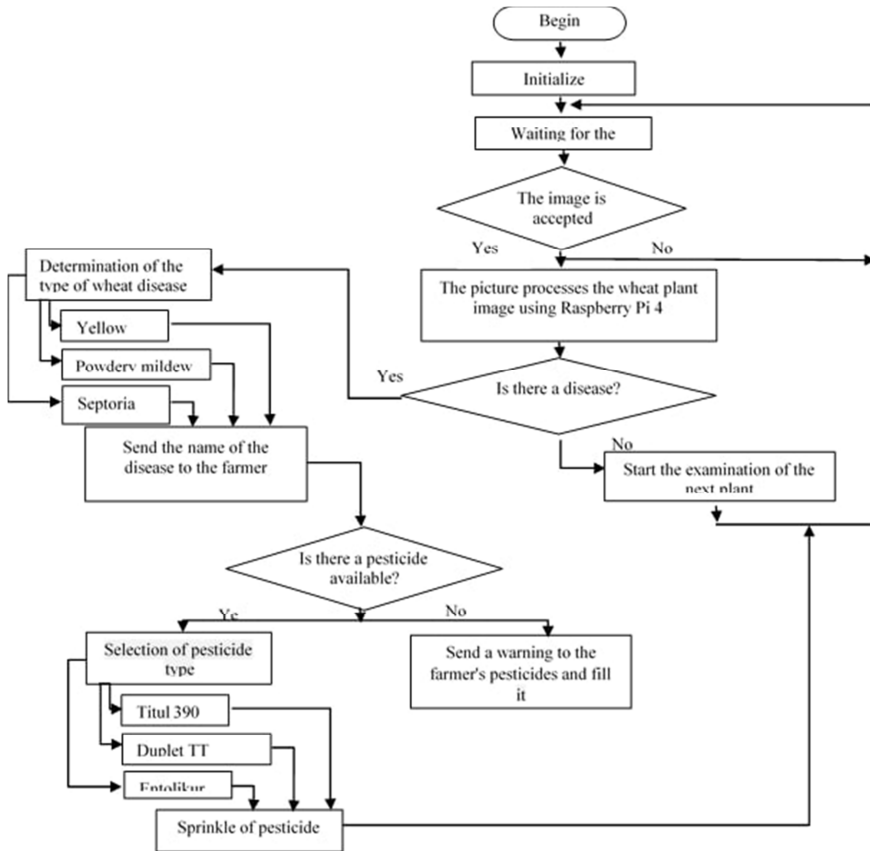 Begin
Initialize
Waiting for the
The image is
accepted
Yes
No
The picture processes the wheat plant
image using Raspberry Pi 4
Is there a disease?
Yes
No
Start the examination of the
next plant
Determination of the
type of wheat disease
Yellow
Powdery mildew
Septoria
Send the name of the
disease to the farmer
Is there a pesticide
available?
Ye
No
Selection of pesticide
type
Send a warning to the
farmer's pesticides and fill
it
Titul 390
Duplet TT
Sprinkle of pesticide